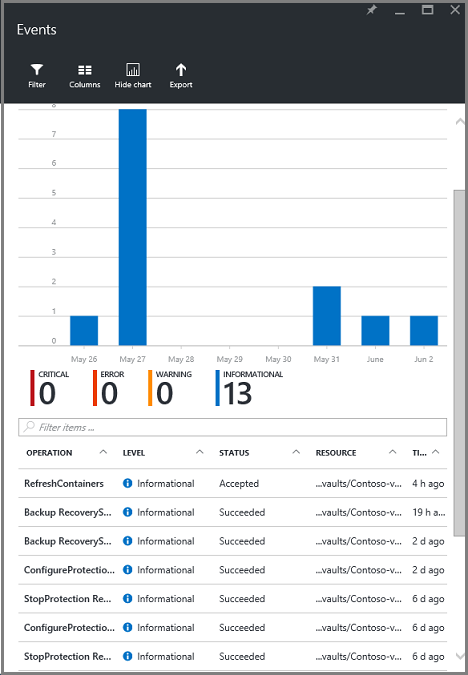 Events
Filter Columns Hide chart Export
8
7
6
5
4
3
2
1
0
May 26 May 27 May 28 May 29 May 30 May 31 June Jun 2
CRITICAL ERROR WARNING INFORMATIONAL
0 0 0 13
Filter items ...
OPERATION LEVEL STATUS RESOURCE TI...
RefreshContainers Informational Accepted ...vaults/Contoso-v... 4 h ago
Backup RecoveryS... Informational Succeeded ...vaults/Contoso-v... 19 h a...
Backup RecoveryS... Informational Succeeded ...vaults/Contoso-v... 2 d ago
ConfigureProtectio... Informational Succeeded ...vaults/Contoso-v... 2 d ago
StopProtection Re... Informational Succeeded ...vaults/Contoso-v... 6 d ago
ConfigureProtectio... Informational Succeeded ...vaults/Contoso-v... 6 d ago
StopProtection Re... Informational Succeeded ...vaults/Contoso-v... 6 d ago